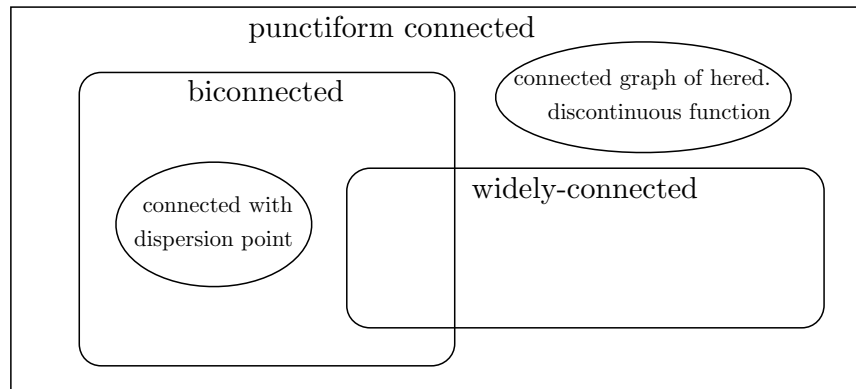 punctiform connected
connected graph of hered.
discontinuous function
biconnected
widely-connected
connected with
dispersion point